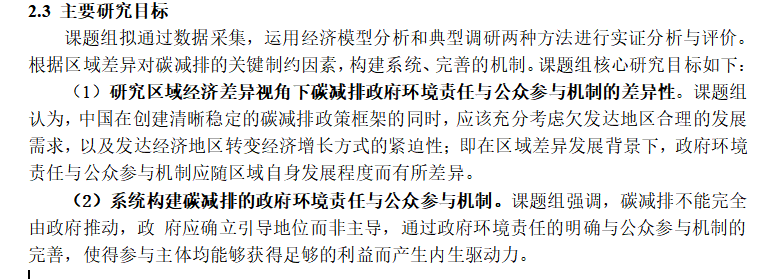 2.3 主要研究目标
课题组拟通过数据采集，运用经济模型分析和典型调研两种方法进行实证分析与评价。
根据区域差异对碳减排的关键制约因素，构建系统、完善的机制。课题组核心研究目标如下：
（1）研究区域经济差异视角下碳减排政府环境责任与公众参与机制的差异性。课题组
认为，中国在创建清晰稳定的碳减排政策框架的同时，应该充分考虑欠发达地区合理的发展
需求，以及发达经济地区转变经济增长方式的紧迫性；即在区域差异发展背景下，政府环境
责任与公众参与机制应随区域自身发展程度而有所差异。
（2）系统构建碳减排的政府环境责任与公众参与机制。课题组强调，碳减排不能完全
由政府推动，政 府应确立引导地位而非主导，通过政府环境责任的明确与公众参与机制的
完善，使得参与主体均能够获得足够的利益而产生内生驱动力。